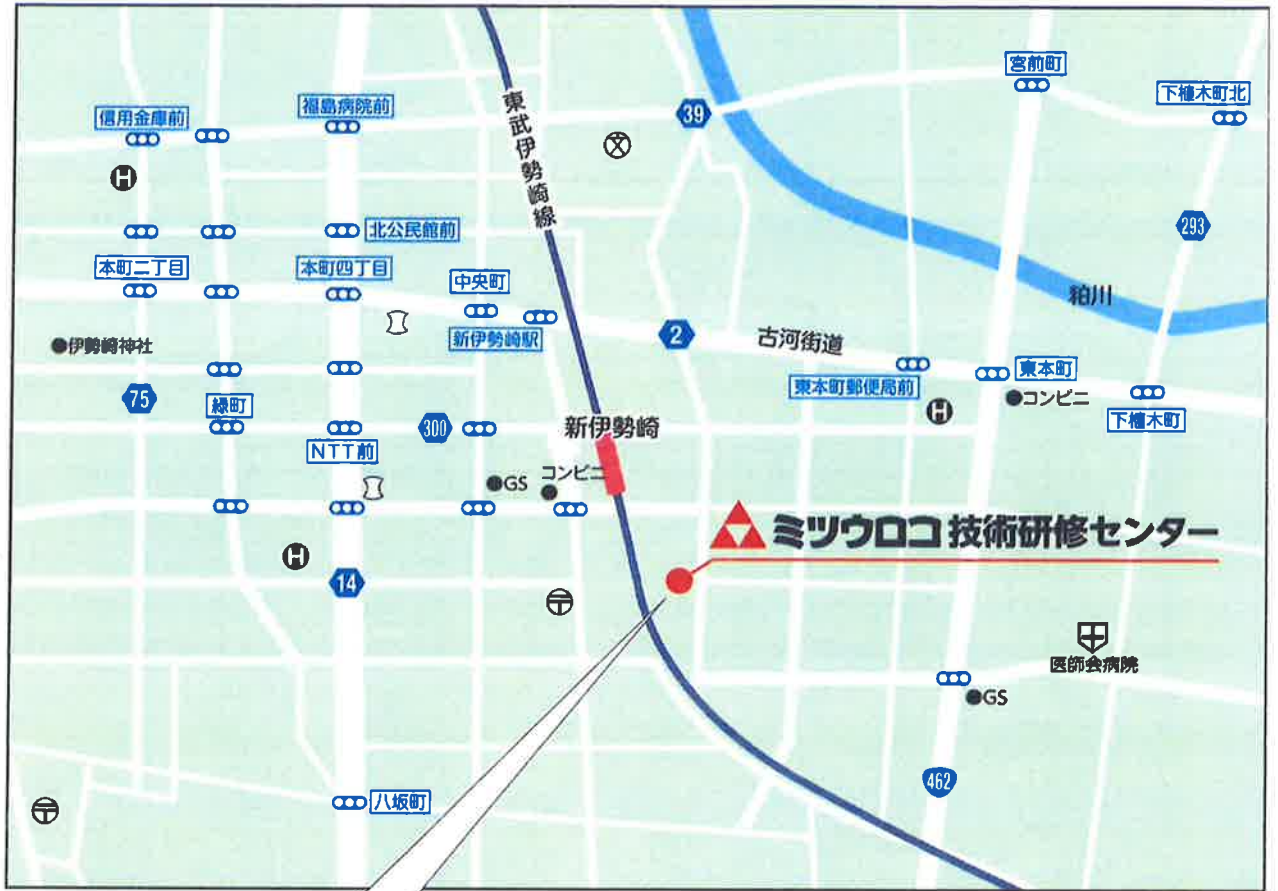 宮前町
下植木町北
福島病院前
信用金庫前
39
東武伊勢崎線
H
293
北公民館前
本町二丁目
本町四丁目
中央町
粕川
新伊勢崎駅
2
古河街道
伊勢崎神社
東本町郵便局前
東本町
75
緑町
コンビニ
H
下植木町
300
新伊勢崎
NTT前
GS
コンビニ
ミツウロコ 技術研修センター
H
14
〒
医師会病院
GS
462
八坂町
〒